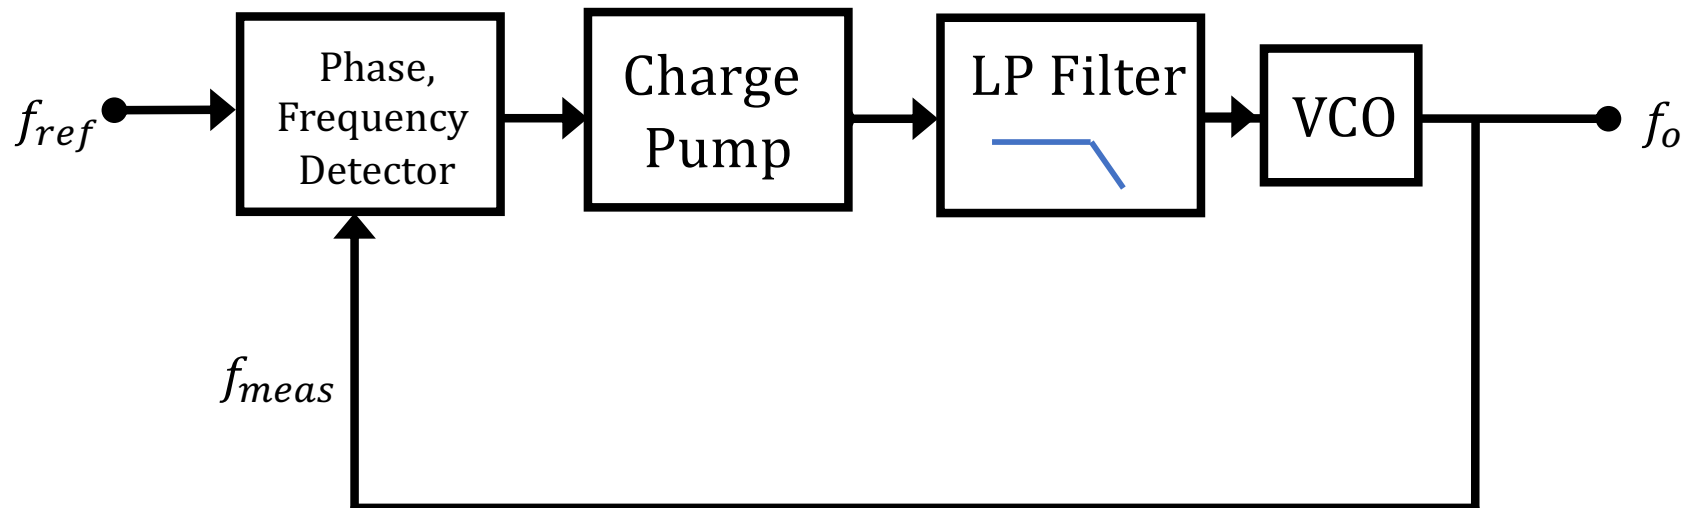 f_ref
Phase,
Frequency
Detector
Charge
Pump
LP Filter
VCO
f_o
f_meas